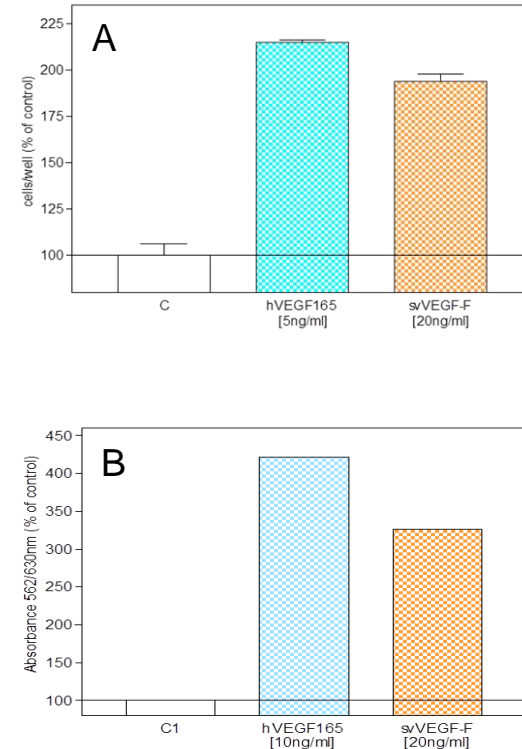 A
225
200
175
150
125
100
cells/well (% of control)
C
hVEGF165
[5ng/ml]
svVEGF-F
[20ng/ml]
B
450
400
350
300
250
200
150
100
Absorbance 562/630nm (% of control)
C1
hVEGF165
[10ng/ml]
svVEGF-F
[20ng/ml]